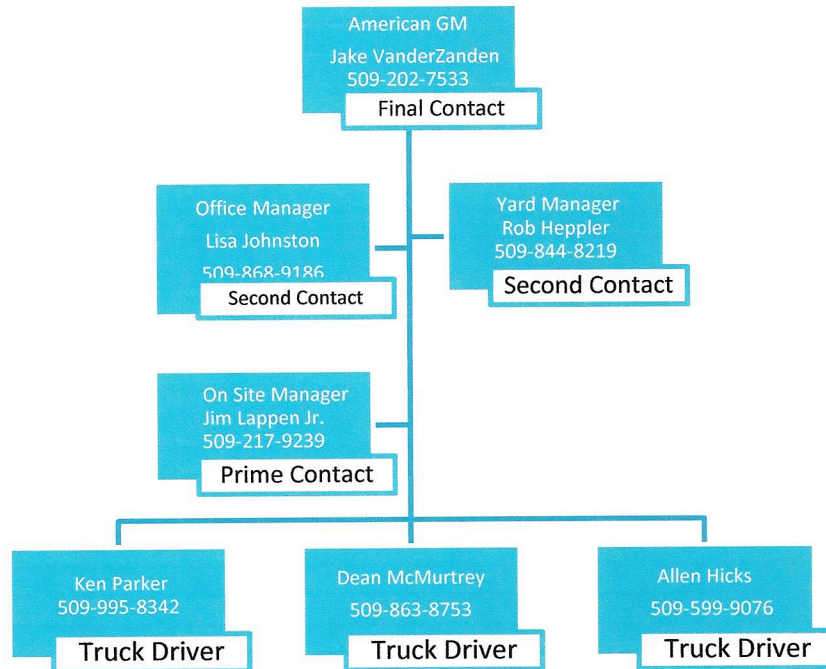 American GM
Jake VanderZanden
509-202-7533
Final Contact
Office Manager
Lisa Johnston
509-868-9186
Second Contact
Yard Manager
Rob Heppler
509-844-8219
Second Contact
On Site Manager
Jim Lappen Jr.
509-217-9239
Prime Contact
Ken Parker
509-995-8342
Truck Driver
Dean McMurtrey
509-863-8753
Truck Driver
Allen Hicks
509-599-9076
Truck Driver